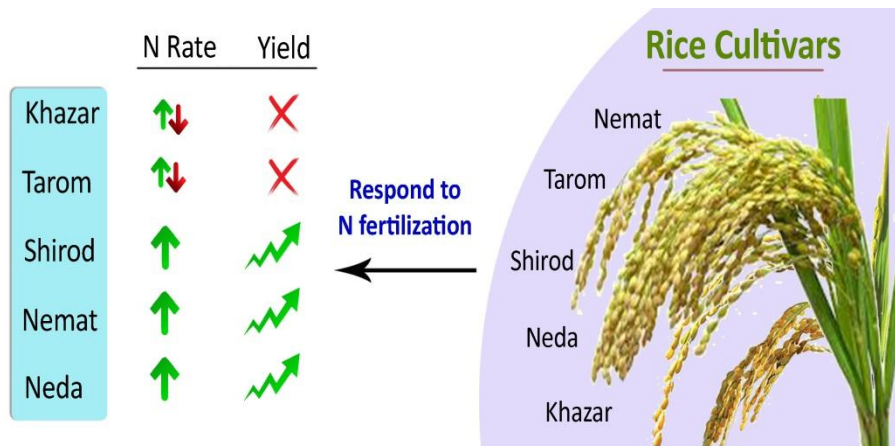 N Rate Yield
Khazar
Tarom
Shirod
Nemat
Neda
Respond to
N fertilization
Rice Cultivars
Nemat
Tarom
Shirod
Neda
Khazar